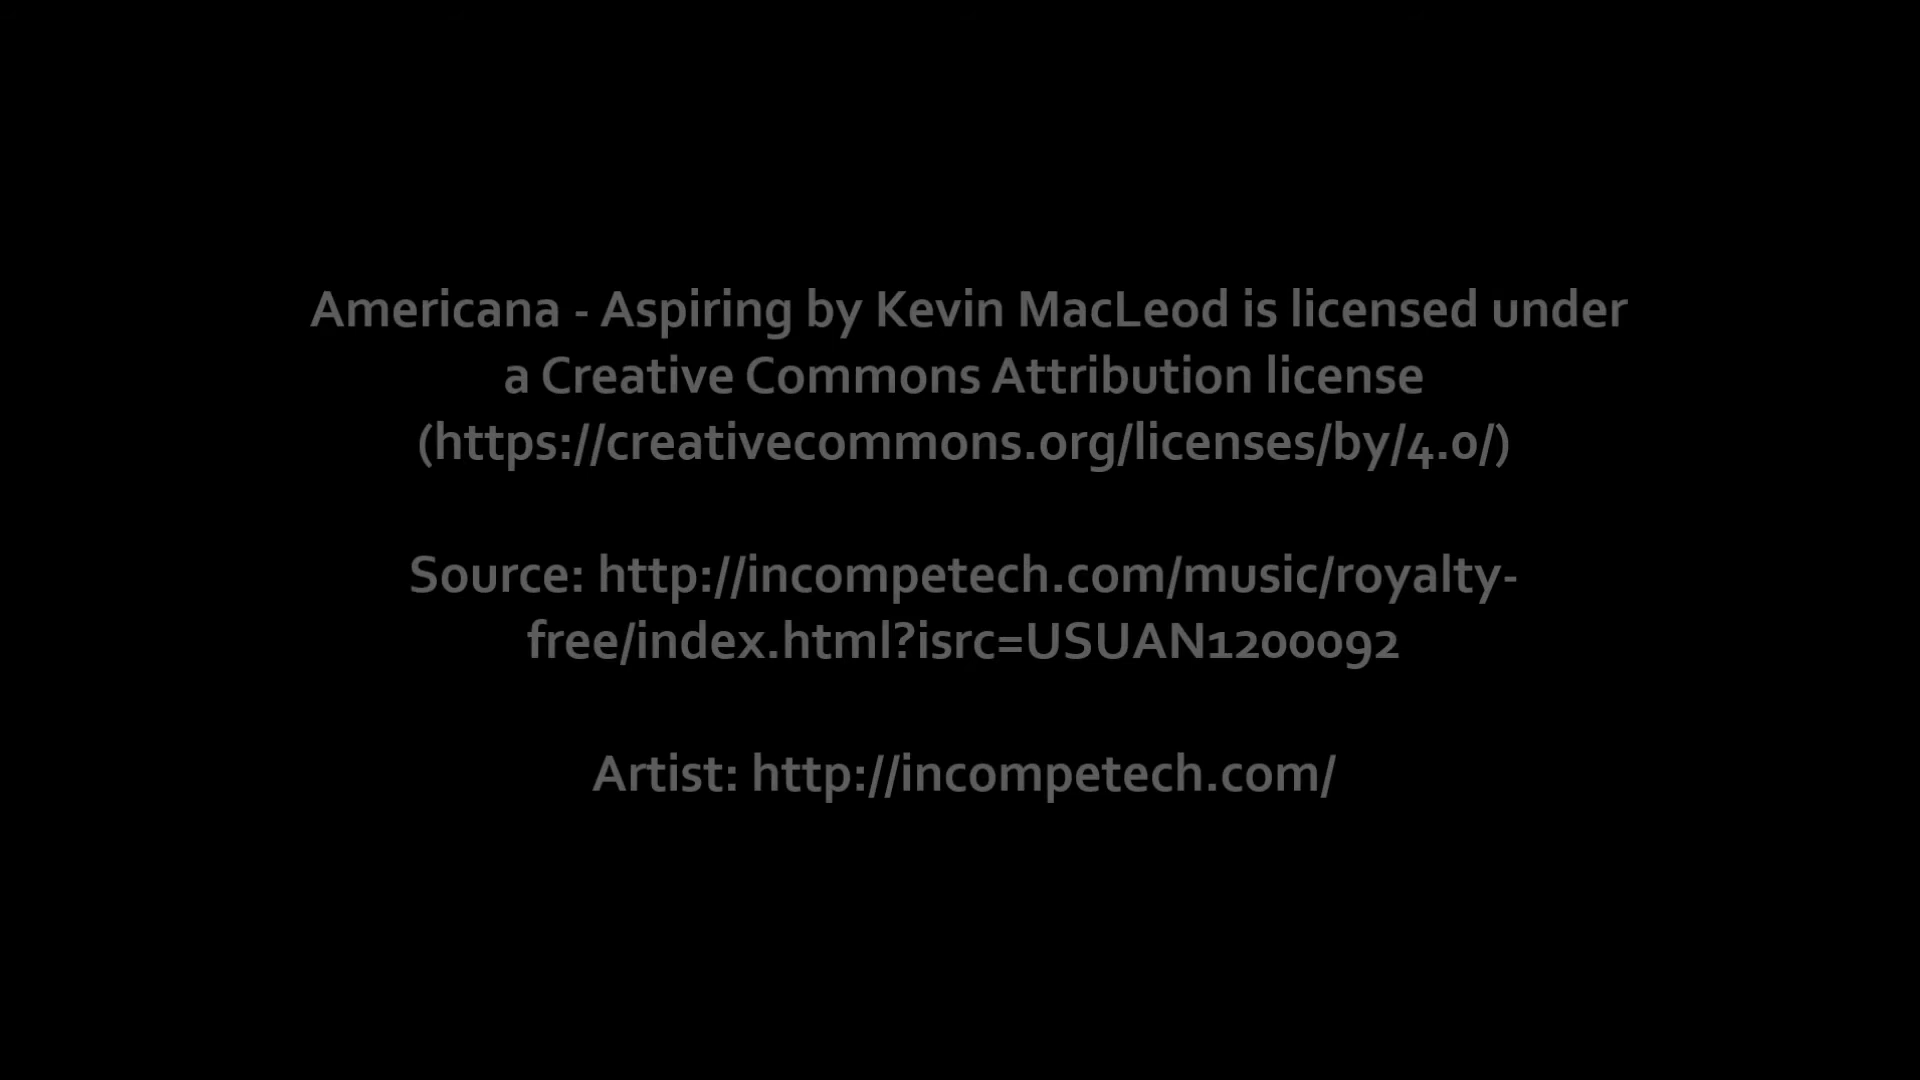 Americana - Aspiring by Kevin MacLeod is licensed under
a Creative Commons Attribution license
(https://creativecommons.org/licenses/by/4.0/)
Source: http://incompetech.com/music/royalty-
free/index.html?isrc=USUAN1200092
Artist: http://incompetech.com/